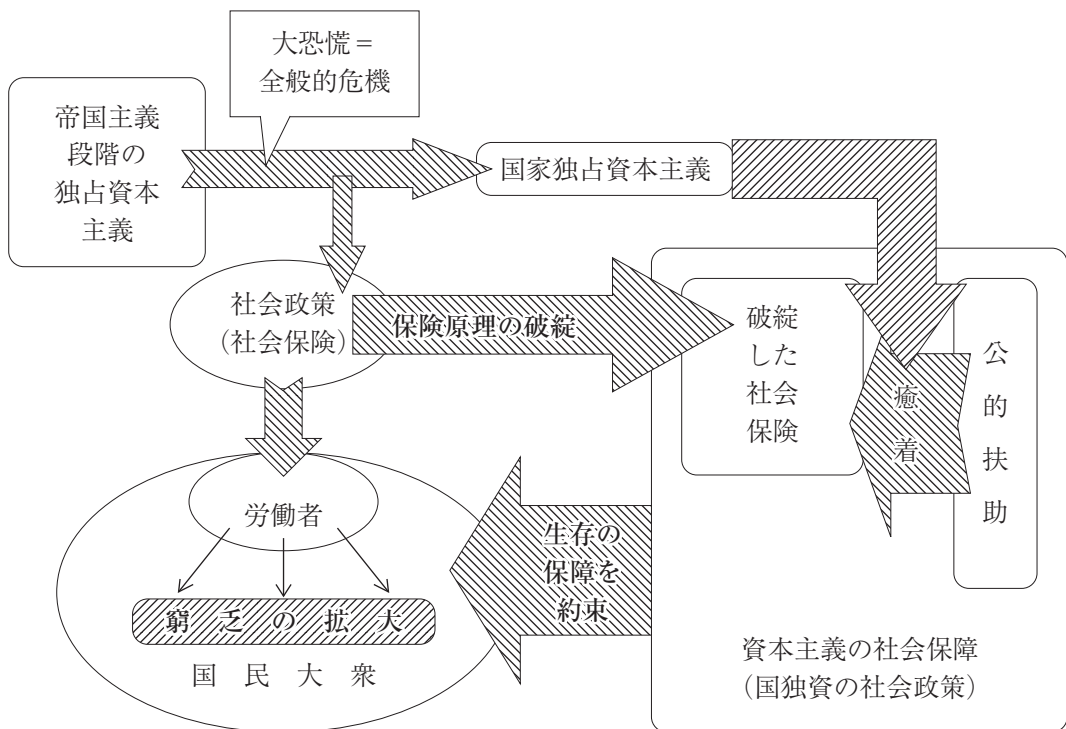 大恐慌＝
全般的危機
帝国主義
段階の
独占資本
主義
国家独占資本主義
社会政策
（社会保険）
保険原理の破綻
破綻
した
社会
保険
癒着
公的扶助
労働者
生存の
保障を
約束
窮乏の拡大
国民大衆
資本主義の社会保障
（国独資の社会政策）